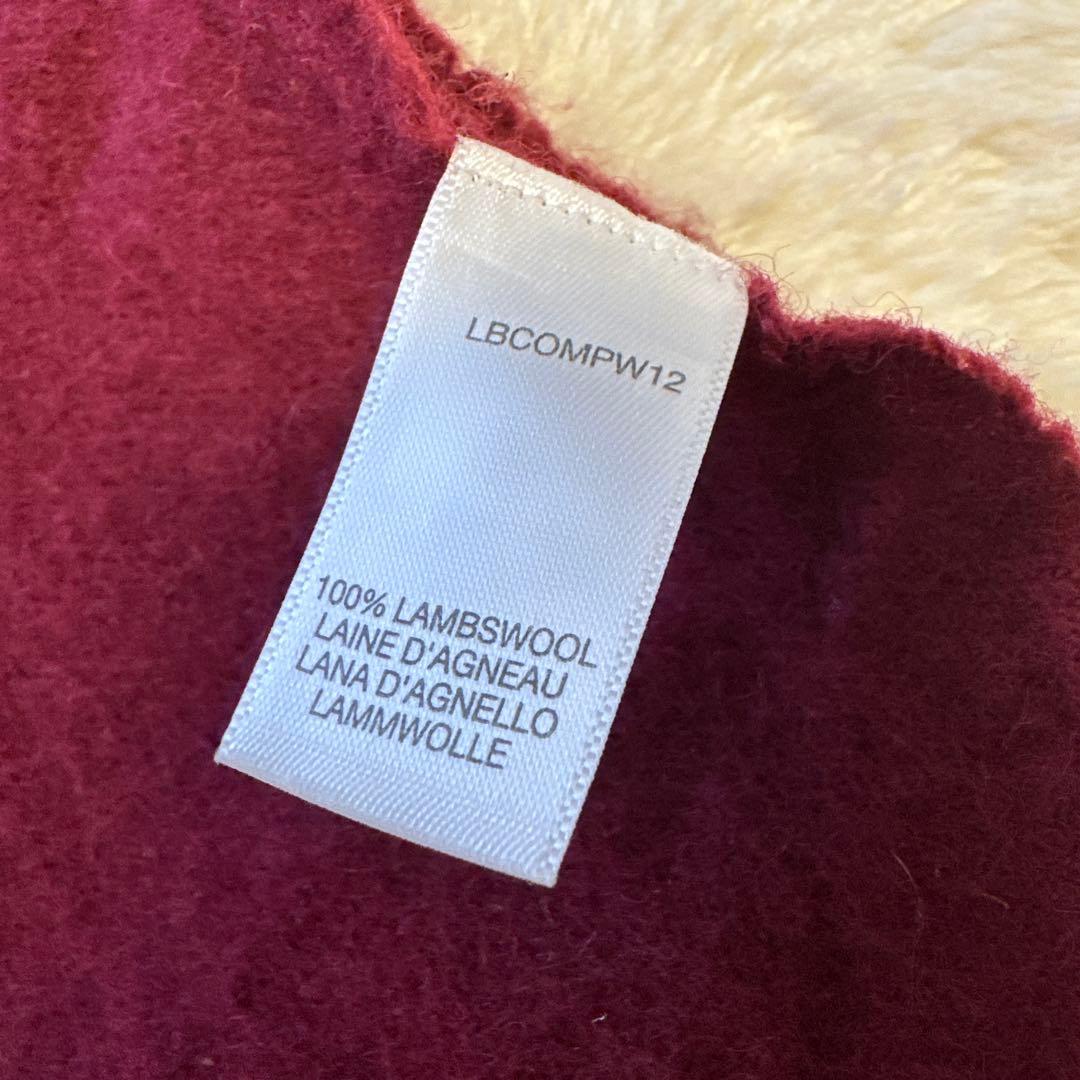 LBCOMPW12
100% LAMBSWOOL
LAINE D'AGNEAU
LANA D'AGNELLO
LAMMWOLLE